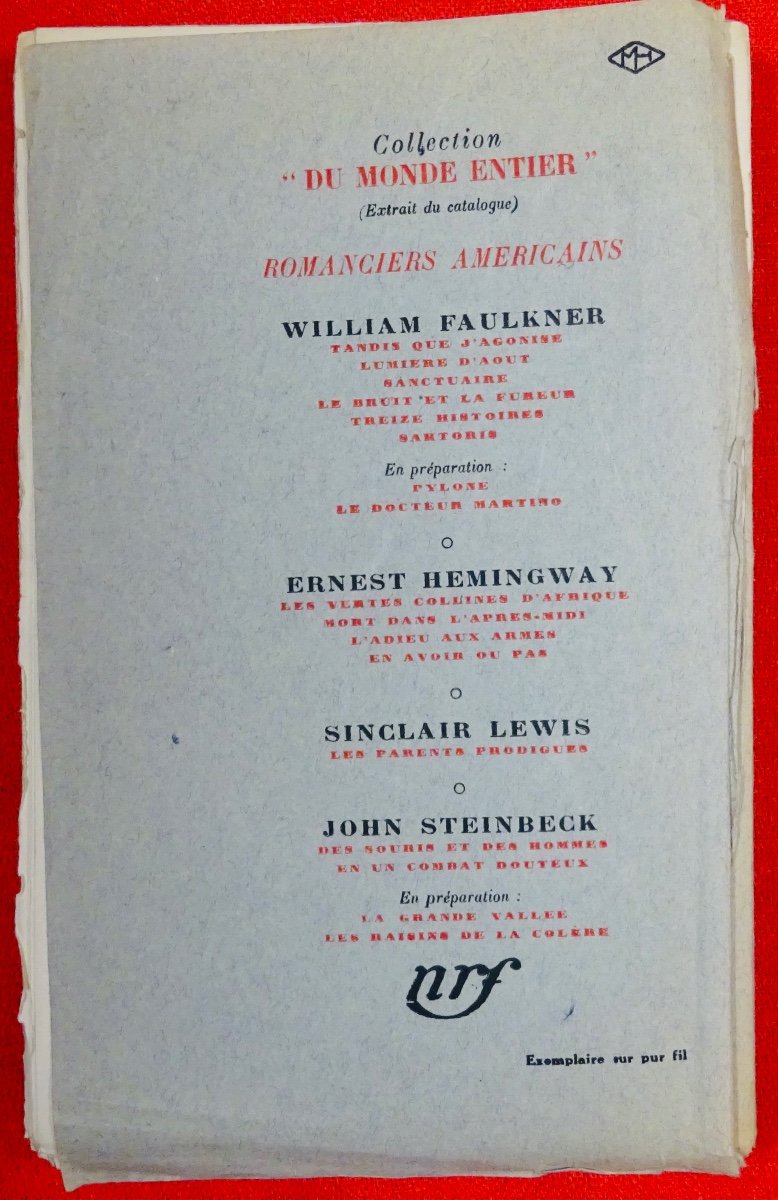 MH
Collection
“DU MONDE ENTIER”
(Extrait du catalogue)
ROMANCIERS AMERICAINS
WILLIAM FAULKNER
TANDIS QUE J'AGONISE
LUMIERE D'AOUT
SANCTUAIRE
LE BRUIT ET LA FUREUR
TREIZE HISTOIRES
SARTORIS
En préparation :
PYLONE
LE DOCTEUR MARTINO
ERNEST HEMINGWAY
LES VERTES COLLINES D'AFRIQUE
MORT DANS L'APRES-MIDI
L'ADIEU AUX ARMES
EN AVOIR OU PAS
SINCLAIR LEWIS
LES PARENTS PRODIGUES
JOHN STEINBECK
DES SOURIS ET DES HOMMES
EN UN COMBAT DOUTEUX
En préparation :
LA GRANDE VALLEE
LES RAISINS DE LA COLÈRE
nrf
Exemplaire sur pur fil